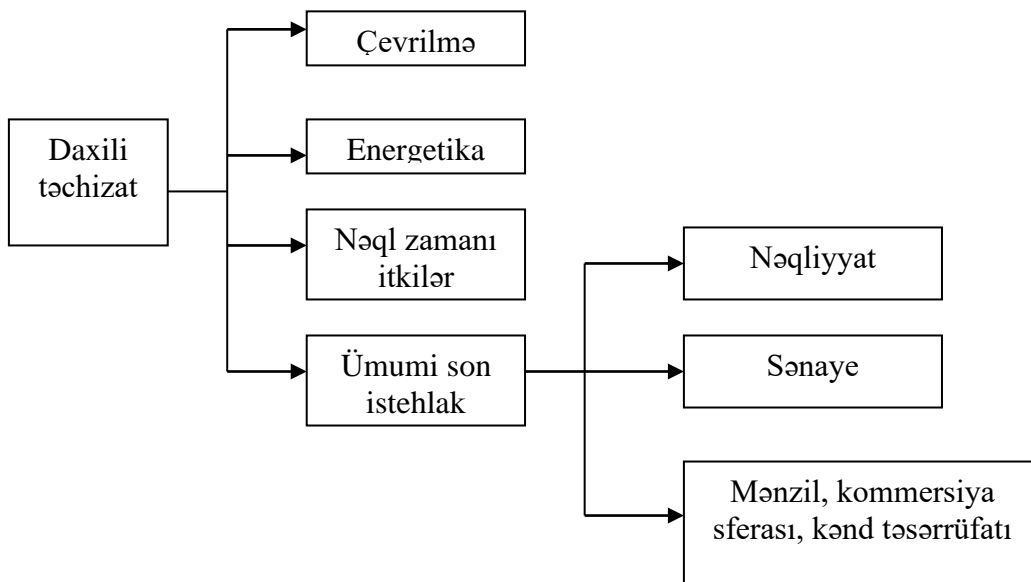 Çevrilmə
Daxili
təchizat
Energetika
Nəql zamanı
itkilər
Ümumi son
istehlak
Nəqliyyat
Sənaye
Mənzil, kommersiya
sferası, kənd təsərrüfatı